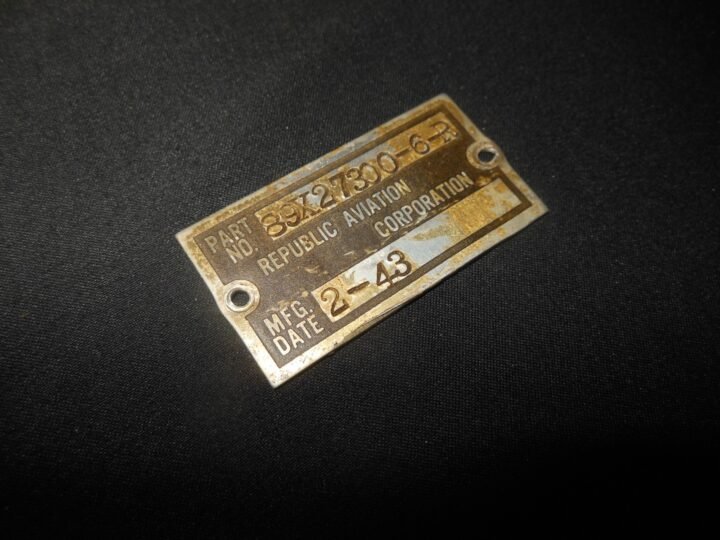 PART NO. 89X27300-6-R
REPUBLIC AVIATION
CORPORATION
MFG. DATE 2-43